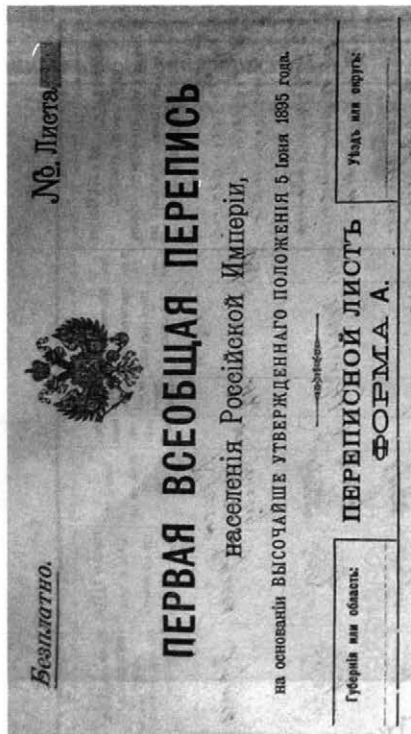 Безплатно.
№ Листа
ПЕРВАЯ ВСЕОБЩАЯ ПЕРЕПИСЬ
населенія Россійской Имперіи,
на основаніи ВЫСОЧАЙШЕ УТВЕРЖДЕННАГО ПОЛОЖЕНІЯ 5 Іюня 1895 года.
Губернія или область:
ПЕРЕПИСНОЙ ЛИСТЪ
ФОРМА А.
Уѣздъ или округъ: